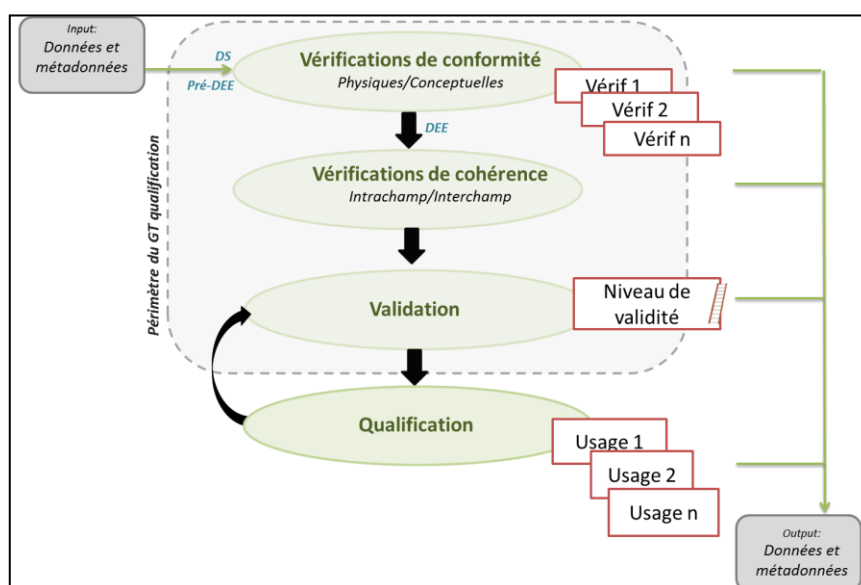 Input:
Données et
métadonnées
DS
Pré-DEE
Vérifications de conformité
Physiques/Conceptuelles
Vérif 1
Vérif 2
Vérif n
DEE
Vérifications de cohérence
Intrachamp/Interchamp
Périmètre du GT qualification
Validation
Niveau de
validité
Qualification
Usage 1
Usage 2
Usage n
Output:
Données et
métadonnées